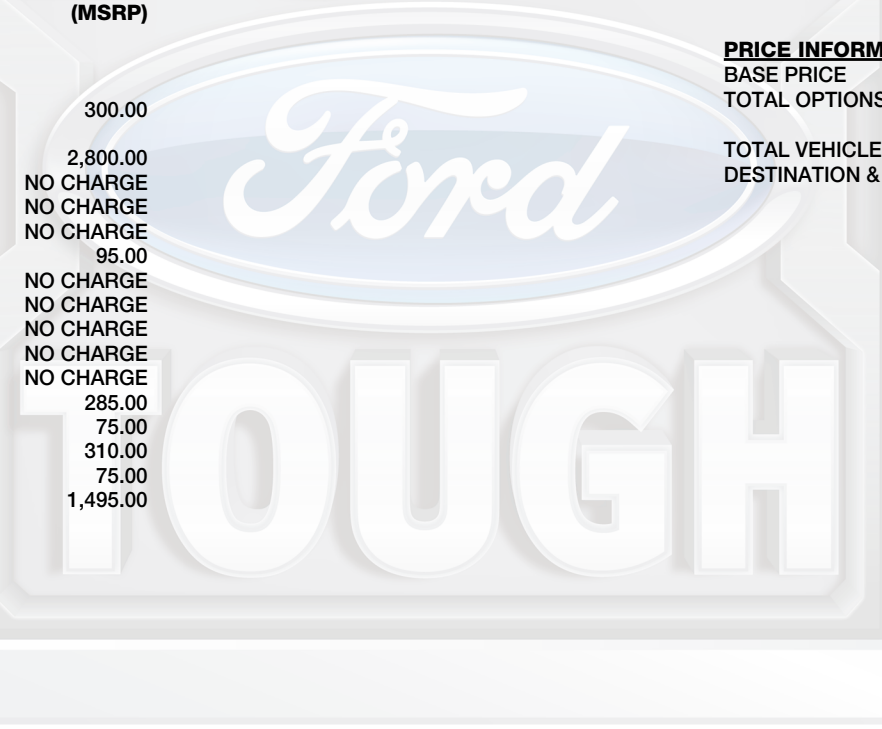 (MSRP)
300.00
2,800.00
NO CHARGE
NO CHARGE
NO CHARGE
95.00
NO CHARGE
NO CHARGE
NO CHARGE
NO CHARGE
NO CHARGE
285.00
75.00
310.00
75.00
1,495.00
PRICE INFORM
BASE PRICE
TOTAL OPTIONS
TOTAL VEHICLE
DESTINATION &
Ford
TOUGH